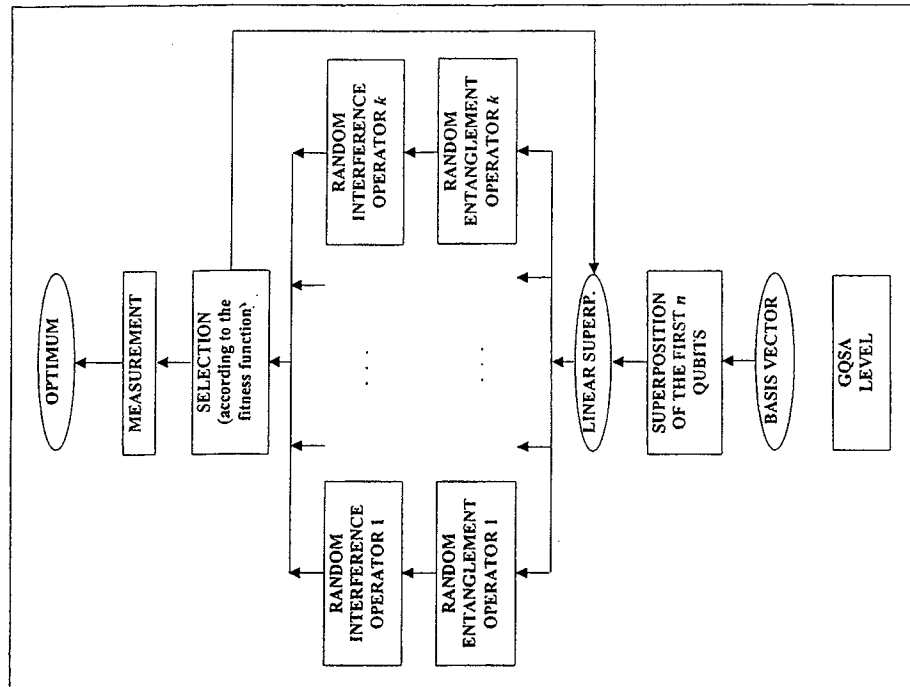 OPTIMUM
MEASUREMENT
SELECTION
(according to the
fitness function)
RANDOM
INTERFERENCE
OPERATOR 1
. . .
RANDOM
INTERFERENCE
OPERATOR k
RANDOM
ENTANGLEMENT
OPERATOR 1
. . .
RANDOM
ENTANGLEMENT
OPERATOR k
LINEAR SUPERP.
SUPERPOSITION
OF THE FIRST n
QUBITS
BASIS VECTOR
GQSA
LEVEL